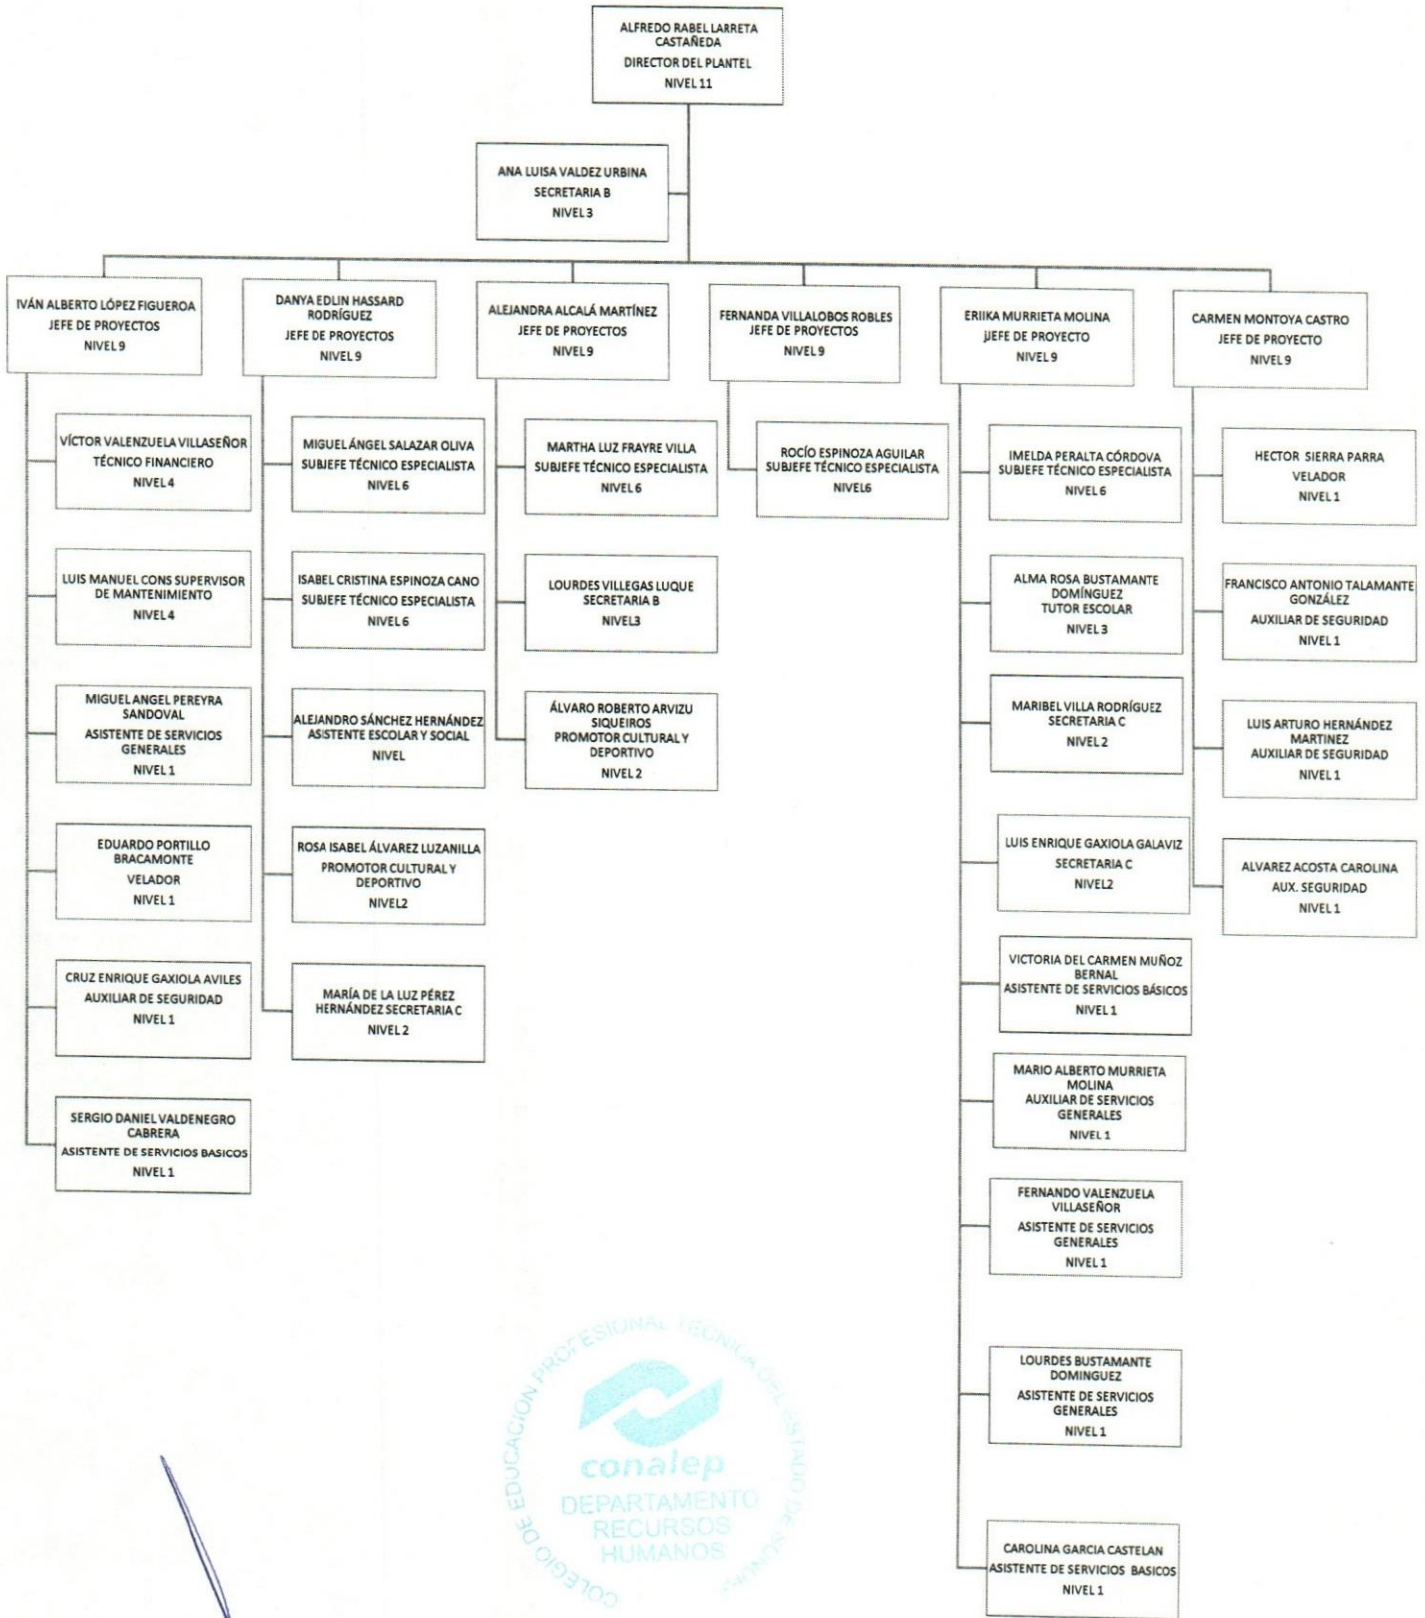 ALFREDO RABEL LARRETA
CASTAÑEDA
DIRECTOR DEL PLANTEL
NIVEL 11
ANA LUISA VALDEZ URBINA
SECRETARIA B
NIVEL 3
IVÁN ALBERTO LÓPEZ FIGUEROA
JEFE DE PROYECTOS
NIVEL 9
DANYA EDLIN HASSARD
RODRÍGUEZ
JEFE DE PROYECTOS
NIVEL 9
ALEJANDRA ALCALÁ MARTÍNEZ
JEFE DE PROYECTOS
NIVEL 9
FERNANDA VILLALOBOS ROBLES
JEFE DE PROYECTOS
NIVEL 9
ERIIKA MURRIETA MOLINA
JJEFE DE PROYECTO
NIVEL 9
CARMEN MONTOYA CASTRO
JEFE DE PROYECTO
NIVEL 9
VÍCTOR VALENZUELA VILLASEÑOR
TÉCNICO FINANCIERO
NIVEL 4
LUIS MANUEL CONS SUPERVISOR
DE MANTENIMIENTO
NIVEL 4
MIGUEL ANGEL PEREYRA
SANDOVAL
ASISTENTE DE SERVICIOS
GENERALES
NIVEL 1
EDUARDO PORTILLO
BRACAMONTE
VELADOR
NIVEL 1
CRUZ ENRIQUE GAXIOLA AVILES
AUXILIAR DE SEGURIDAD
NIVEL 1
SERGIO DANIEL VALDENEGRO
CABRERA
ASISTENTE DE SERVICIOS BASICOS
NIVEL 1
MIGUEL ÁNGEL SALAZAR OLIVA
SUBJEFE TÉCNICO ESPECIALISTA
NIVEL 6
ISABEL CRISTINA ESPINOZA CANO
SUBJEFE TÉCNICO ESPECIALISTA
NIVEL 6
ALEJANDRO SÁNCHEZ HERNÁNDEZ
ASISTENTE ESCOLAR Y SOCIAL
NIVEL
ROSA ISABEL ÁLVAREZ LUZANILLA
PROMOTOR CULTURAL Y
DEPORTIVO
NIVEL2
MARÍA DE LA LUZ PÉREZ
HERNÁNDEZ SECRETARIA C
NIVEL 2
MARTHA LUZ FRAYRE VILLA
SUBJEFE TÉCNICO ESPECIALISTA
NIVEL 6
LOURDES VILLEGAS LUQUE
SECRETARIA B
NIVEL3
ÁLVARO ROBERTO ARVIZU
SIQUEIROS
PROMOTOR CULTURAL Y
DEPORTIVO
NIVEL 2
ROCÍO ESPINOZA AGUILAR
SUBJEFE TÉCNICO ESPECIALISTA
NIVEL6
IMELDA PERALTA CÓRDOVA
SUBJEFE TÉCNICO ESPECIALISTA
NIVEL 6
ALMA ROSA BUSTAMANTE
DOMÍNGUEZ
TUTOR ESCOLAR
NIVEL 3
MARIBEL VILLA RODRÍGUEZ
SECRETARIA C
NIVEL 2
LUIS ENRIQUE GAXIOLA GALAVIZ
SECRETARIA C
NIVEL2
VICTORIA DEL CARMEN MUÑOZ
BERNAL
ASISTENTE DE SERVICIOS BÁSICOS
NIVEL 1
MARIO ALBERTO MURRIETA
MOLINA
AUXILIAR DE SERVICIOS
GENERALES
NIVEL 1
FERNANDO VALENZUELA
VILLASEÑOR
ASISTENTE DE SERVICIOS
GENERALES
NIVEL 1
LOURDES BUSTAMANTE
DOMINGUEZ
ASISTENTE DE SERVICIOS
GENERALES
NIVEL 1
CAROLINA GARCIA CASTELAN
ASISTENTE DE SERVICIOS BASICOS
NIVEL 1
HECTOR SIERRA PARRA
VELADOR
NIVEL 1
FRANCISCO ANTONIO TALAMANTE
GONZÁLEZ
AUXILIAR DE SEGURIDAD
NIVEL 1
LUIS ARTURO HERNÁNDEZ
MARTINEZ
AUXILIAR DE SEGURIDAD
NIVEL 1
ALVAREZ ACOSTA CAROLINA
AUX. SEGURIDAD
NIVEL 1
COLEGIO DE EDUCACIÓN PROFESIONAL TECNICA DEL ESTADO DE SONORA
conalep
DEPARTAMENTO
RECURSOS
HUMANOS